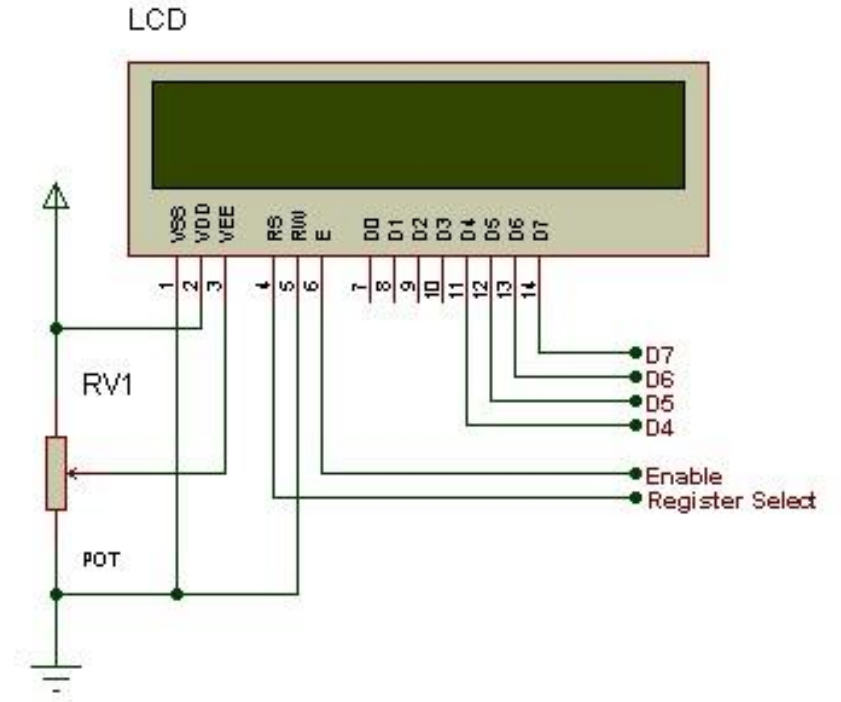 LCD
VSS VDD VEE RS RW E D0 D1 D2 D3 D4 D5 D6 D7
1 2 3 4 5 6 7 8 9 10 11 12 13 14
D7
RV1
D6
D5
D4
Enable
Register Select
POT